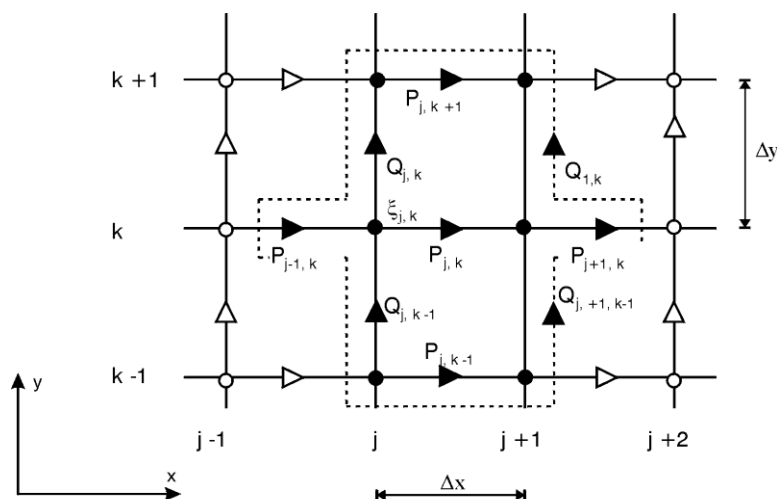 k +1
P j, k +1
Q j, k
Q 1,k
Δy
ξ j, k
k
P j-1, k
P j, k
P j+1, k
Q j, k -1
Q j, +1, k-1
P j, k -1
k -1
y
j -1
j
j +1
j +2
x
Δx